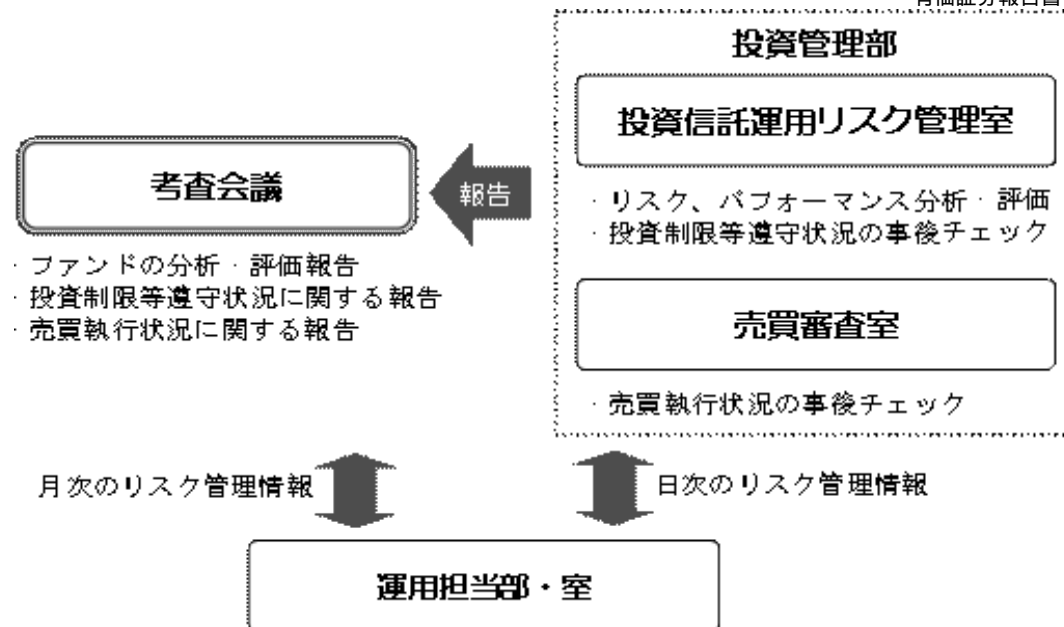 投資管理部
投資信託運用リスク管理室
・リスク、パフォーマンス分析・評価
・投資制限等遵守状況の事後チェック
売買審査室
・売買執行状況の事後チェック
報告
考査会議
・ファンドの分析・評価報告
・投資制限等遵守状況に関する報告
・売買執行状況に関する報告
月次のリスク管理情報
日次のリスク管理情報
運用担当部・室